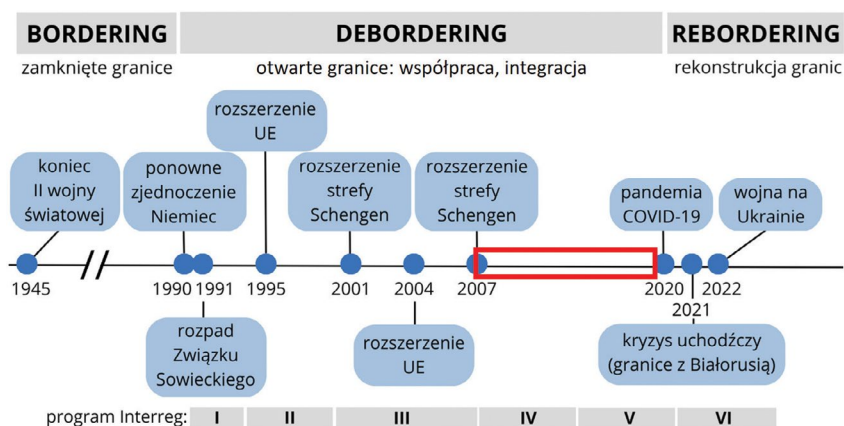 BORDERING DEBORDERING REBORDERING
zamknięte granice otwarte granice: współpraca, integracja rekonstrukcja granic
rozszerzenie
UE
koniec
II wojny
światowej
ponowne
zjednoczenie
Niemiec
rozszerzenie
strefy
Schengen
rozszerzenie
strefy
Schengen
pandemia
COVID-19
wojna na
Ukrainie
1945 1990 1991 1995 2001 2004 2007 2020 2021 2022
rozpad
Związku
Sowieckiego
rozszerzenie
UE
kryzys uchodźczy
(granice z Białorusią)
program Interreg: I II III IV V VI